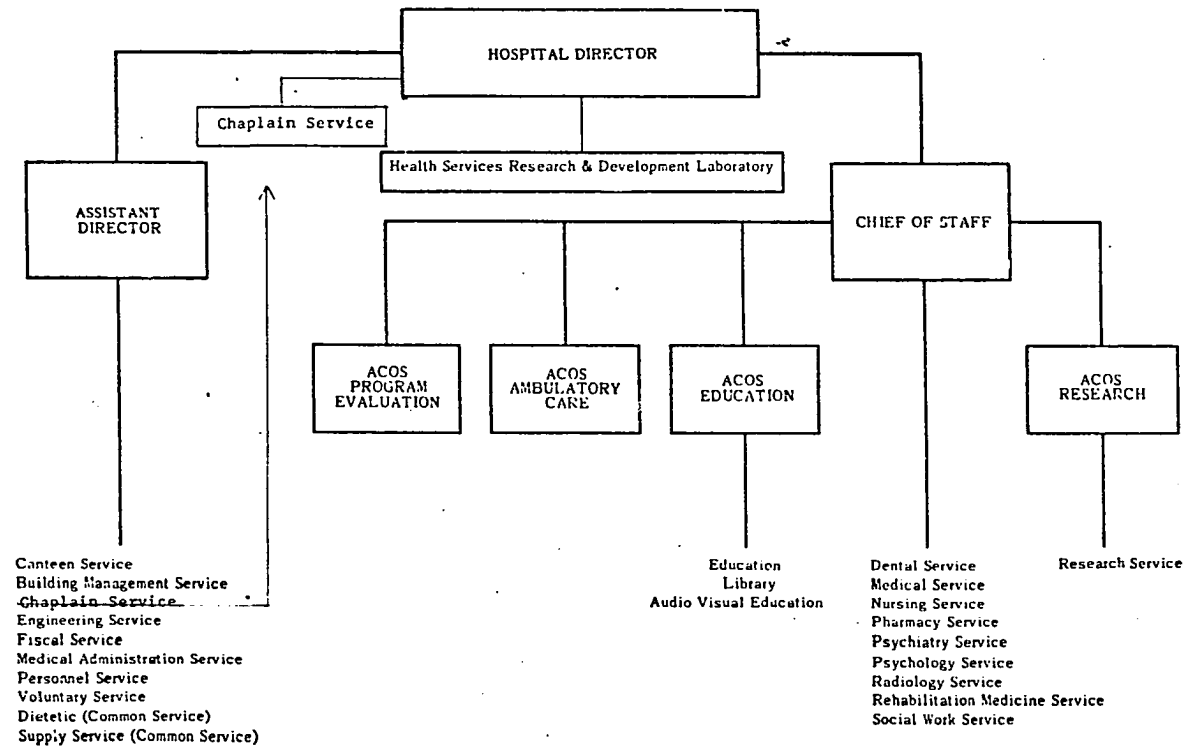 HOSPITAL DIRECTOR
Chaplain Service
Health Services Research & Development Laboratory
ASSISTANT
DIRECTOR
CHIEF OF STAFF
ACOS
PROGRAM
EVALUATION
ACOS
AMBULATORY
CARE
ACOS
EDUCATION
ACOS
RESEARCH
Canteen Service
Building Management Service
Chaplain Service
Engineering Service
Fiscal Service
Medical Administration Service
Personnel Service
Voluntary Service
Dietetic (Common Service)
Supply Service (Common Service)
Education
Library
Audio Visual Education
Dental Service
Medical Service
Nursing Service
Pharmacy Service
Psychiatry Service
Psychology Service
Radiology Service
Rehabilitation Medicine Service
Social Work Service
Research Service